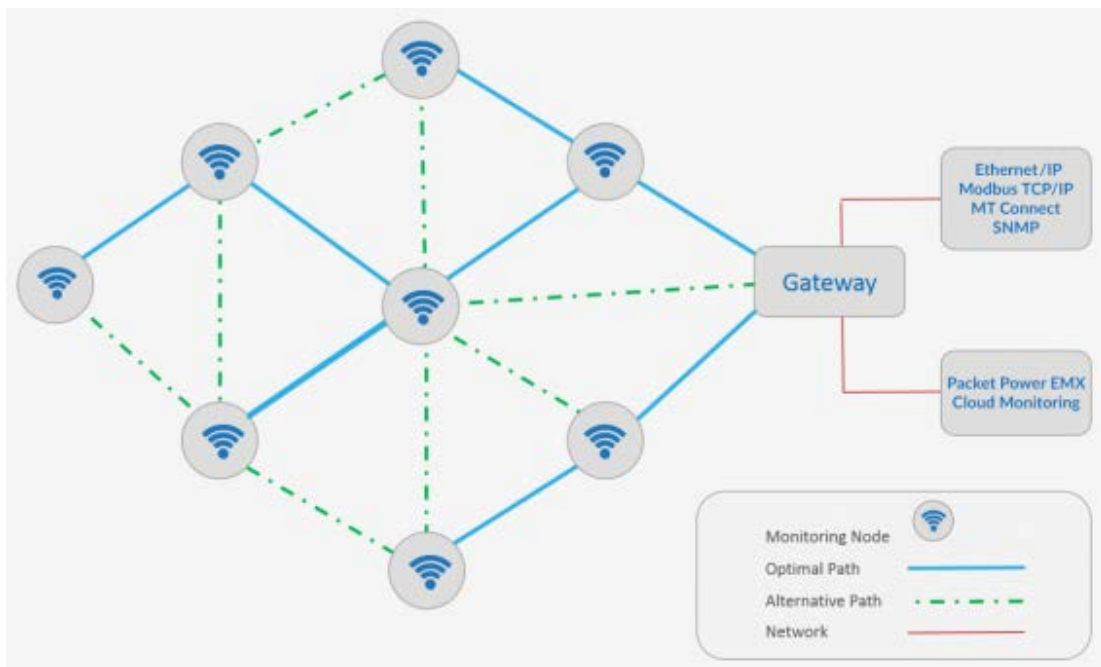 Ethernet/IP
Modbus TCP/IP
MT Connect
SNMP
Gateway
Packet Power EMX
Cloud Monitoring
Monitoring Node
Optimal Path
Alternative Path
Network